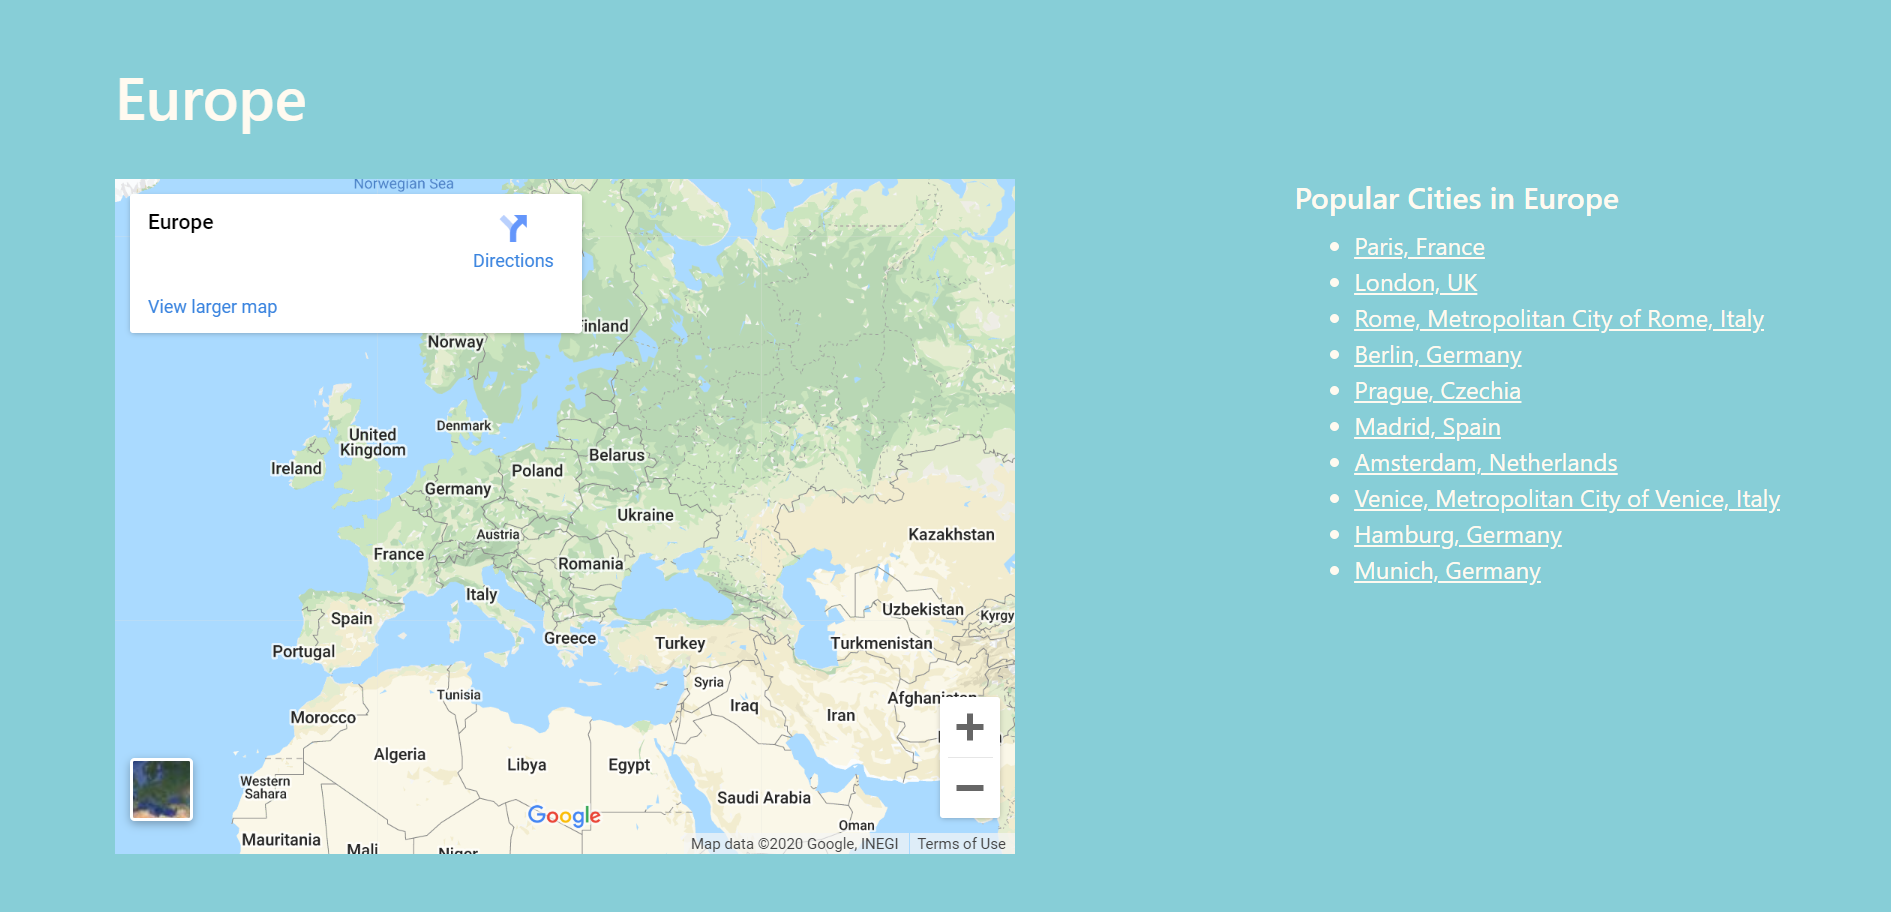 Europe
Norwegian Sea
Europe
Directions
View larger map
Finland
Norway
Denmark
United
Kingdom
Ireland
Belarus
Poland
Germany
Ukraine
Austria
Kazakhstan
France
Romania
Italy
Uzbekistan
Spain
Kyrgy
Greece
Turkey
Turkmenistan
Portugal
Syria
Tunisia
Afghanistan
Iraq
Iran
Morocco
Algeria
Libya
Egypt
Western
Sahara
Saudi Arabia
Google
Oman
Mauritania
Mali
Niger
Map data ©2020 Google, INEGI
Terms of Use
Popular Cities in Europe
Paris, France
London, UK
Rome, Metropolitan City of Rome, Italy
Berlin, Germany
Prague, Czechia
Madrid, Spain
Amsterdam, Netherlands
Venice, Metropolitan City of Venice, Italy
Hamburg, Germany
Munich, Germany